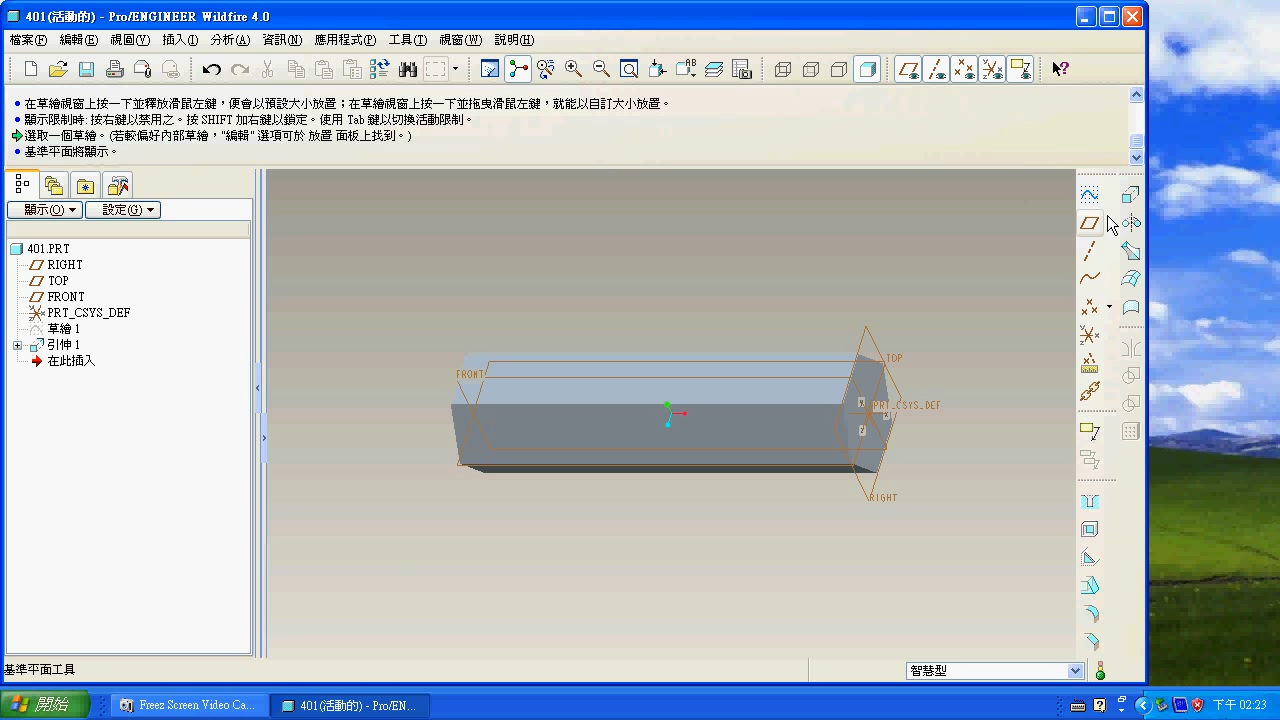 401(活動的) - Pro/ENGINEER Wildfire 4.0
檔案(F) 編輯(E) 視圖(V) 插入(I) 分析(A) 資訊(N) 應用程式(P) 工具(T) 視窗(W) 說明(H)
在草繪視窗上按一下並釋放滑鼠左鍵，便會以預設大小放置；在草繪視窗上按一下並拖曳滑鼠左鍵，就能以自訂大小放置。
顯示限制時: 按右鍵以禁用之。按 SHIFT 加右鍵以鎖定。使用 Tab 鍵以切換活動限制。
選取一個草繪。(若較偏好內部草繪，"編輯" 選項可於 放置 面板上找到。)
基準平面將顯示。
顯示(O) 設定(G)
401.PRT
RIGHT
TOP
FRONT
PRT_CSYS_DEF
草繪 1
引伸 1
在此插入
TOP
FRONT
PRT_CSYS_DEF
Y
X
Z
RIGHT
基準平面工具
智慧型
開始
Freez Screen Video Ca...
401(活動的) - Pro/EN...
下午 02:23